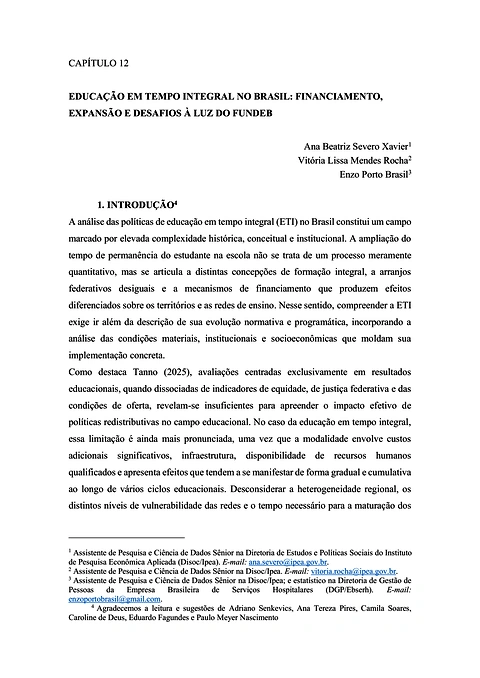 CAPÍTULO 12
EDUCAÇÃO EM TEMPO INTEGRAL NO BRASIL: FINANCIAMENTO,
EXPANSÃO E DESAFIOS À LUZ DO FUNDEB
Ana Beatriz Severo Xavier¹
Vitória Lissa Mendes Rocha²
Enzo Porto Brasil³
1. INTRODUÇÃO⁴
A análise das políticas de educação em tempo integral (ETI) no Brasil constitui um campo
marcado por elevada complexidade histórica, conceitual e institucional. A ampliação do
tempo de permanência do estudante na escola não se trata de um processo meramente
quantitativo, mas se articula a distintas concepções de formação integral, a arranjos
federativos desiguais e a mecanismos de financiamento que produzem efeitos
diferenciados sobre os territórios e as redes de ensino. Nesse sentido, compreender a ETI
exige ir além da descrição de sua evolução normativa e programática, incorporando a
análise das condições materiais, institucionais e socioeconômicas que moldam sua
implementação concreta.
Como destaca Tanno (2025), avaliações centradas exclusivamente em resultados
educacionais, quando dissociadas de indicadores de equidade, de justiça federativa e das
condições de oferta, revelam-se insuficientes para apreender o impacto efetivo de
políticas redistributivas no campo educacional. No caso da educação em tempo integral,
essa limitação é ainda mais pronunciada, uma vez que a modalidade envolve custos
adicionais significativos, infraestrutura, disponibilidade de recursos humanos
qualificados e apresenta efeitos que tendem a se manifestar de forma gradual e cumulativa
ao longo de vários ciclos educacionais. Desconsiderar a heterogeneidade regional, os
distintos níveis de vulnerabilidade das redes e o tempo necessário para a maturação dos
¹ Assistente de Pesquisa e Ciência de Dados Sênior na Diretoria de Estudos e Políticas Sociais do Instituto
de Pesquisa Econômica Aplicada (Disoc/Ipea). E-mail: ana.severo@ipea.gov.br.
² Assistente de Pesquisa e Ciência de Dados Sênior na Disoc/Ipea. E-mail: vitoria.rocha@ipea.gov.br.
³ Assistente de Pesquisa e Ciência de Dados Sênior na Disoc/Ipea; e estatístico na Diretoria de Gestão de
Pessoas da Empresa Brasileira de Serviços Hospitalares (DGP/Ebserh). E-mail:
enzoportobrasil@gmail.com.
⁴ Agradecemos a leitura e sugestões de Adriano Senkevics, Ana Tereza Pires, Camila Soares,
Caroline de Deus, Eduardo Fagundes e Paulo Meyer Nascimento